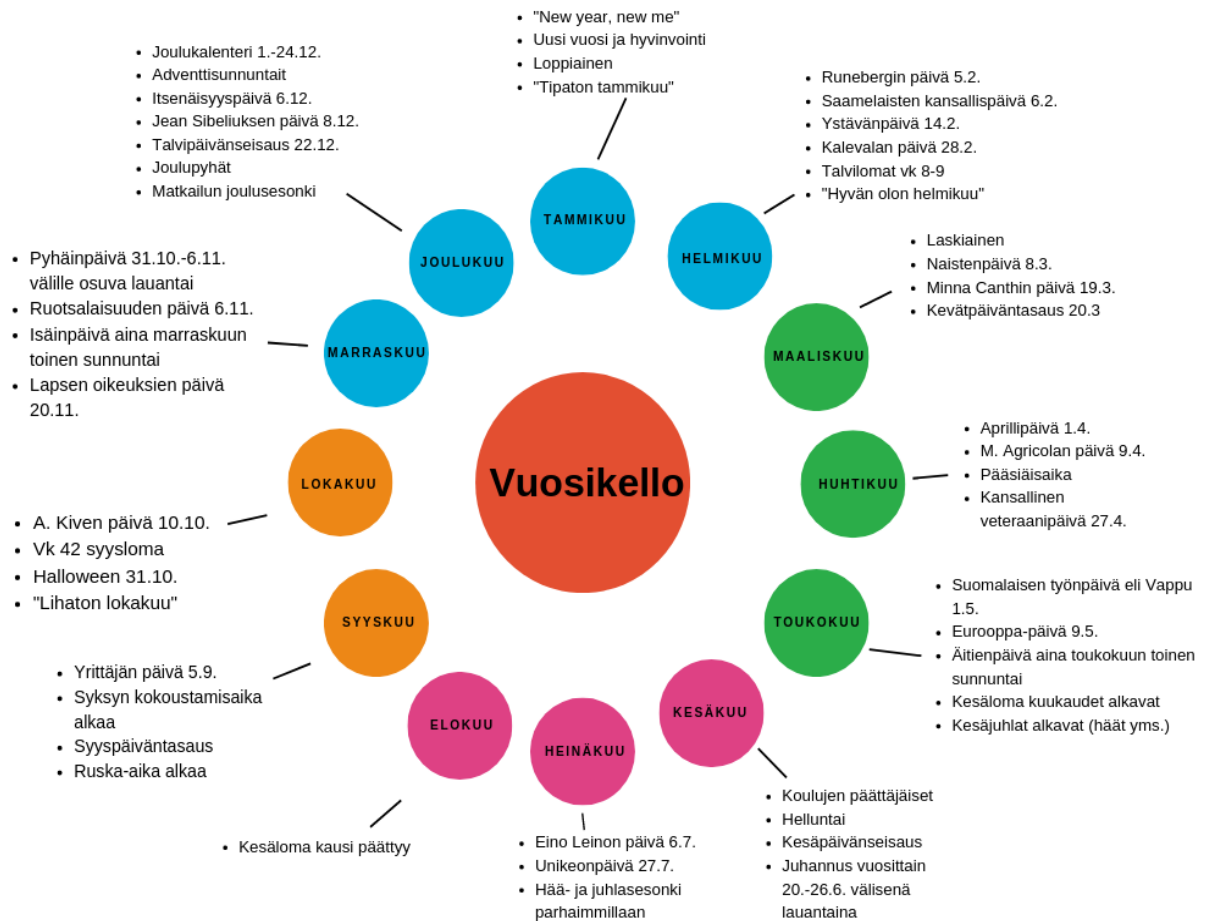 Vuosikello
TAMMIKUU
• "New year, new me"
• Uusi vuosi ja hyvinvointi
• Loppiainen
• "Tipaton tammikuu"
HELMIKUU
• Runebergin päivä 5.2.
• Saamelaisten kansallispäivä 6.2.
• Ystävänpäivä 14.2.
• Kalevalan päivä 28.2.
• Talvilomat vk 8-9
• "Hyvän olon helmikuu"
MAALISKUU
• Laskiainen
• Naistenpäivä 8.3.
• Minna Canthin päivä 19.3.
• Kevätpäiväntasaus 20.3
HUHTIKUU
• Aprillipäivä 1.4.
• M. Agricolan päivä 9.4.
• Pääsiäisaika
• Kansallinen
veteraanipäivä 27.4.
TOUKOKUU
• Suomalaisen työnpäivä eli Vappu
1.5.
• Eurooppa-päivä 9.5.
• Äitienpäivä aina toukokuun toinen
sunnuntai
• Kesäloma kuukaudet alkavat
• Kesäjuhlat alkavat (häät yms.)
KESÄKUU
• Koulujen päättäjäiset
• Helluntai
• Kesäpäivänseisaus
• Juhannus vuosittain
20.-26.6. välisenä
lauantaina
HEINÄKUU
• Eino Leinon päivä 6.7.
• Unikeonpäivä 27.7.
• Hää- ja juhlasesonki
parhaimmillaan
ELOKUU
• Kesäloma kausi päättyy
SYYSKUU
• Yrittäjän päivä 5.9.
• Syksyn kokoustamisaika
alkaa
• Syyspäiväntasaus
• Ruska-aika alkaa
LOKAKUU
• A. Kiven päivä 10.10.
• Vk 42 syysloma
• Halloween 31.10.
• "Lihaton lokakuu"
MARRASKUU
• Pyhäinpäivä 31.10.-6.11.
välille osuva lauantai
• Ruotsalaisuuden päivä 6.11.
• Isäinpäivä aina marraskuun
toinen sunnuntai
• Lapsen oikeuksien päivä
20.11.
JOULUKUU
• Joulukalenteri 1.-24.12.
• Adventtisunnuntait
• Itsenäisyyspäivä 6.12.
• Jean Sibeliuksen päivä 8.12.
• Talvipäivänseisaus 22.12.
• Joulupyhät
• Matkailun joulusesonki